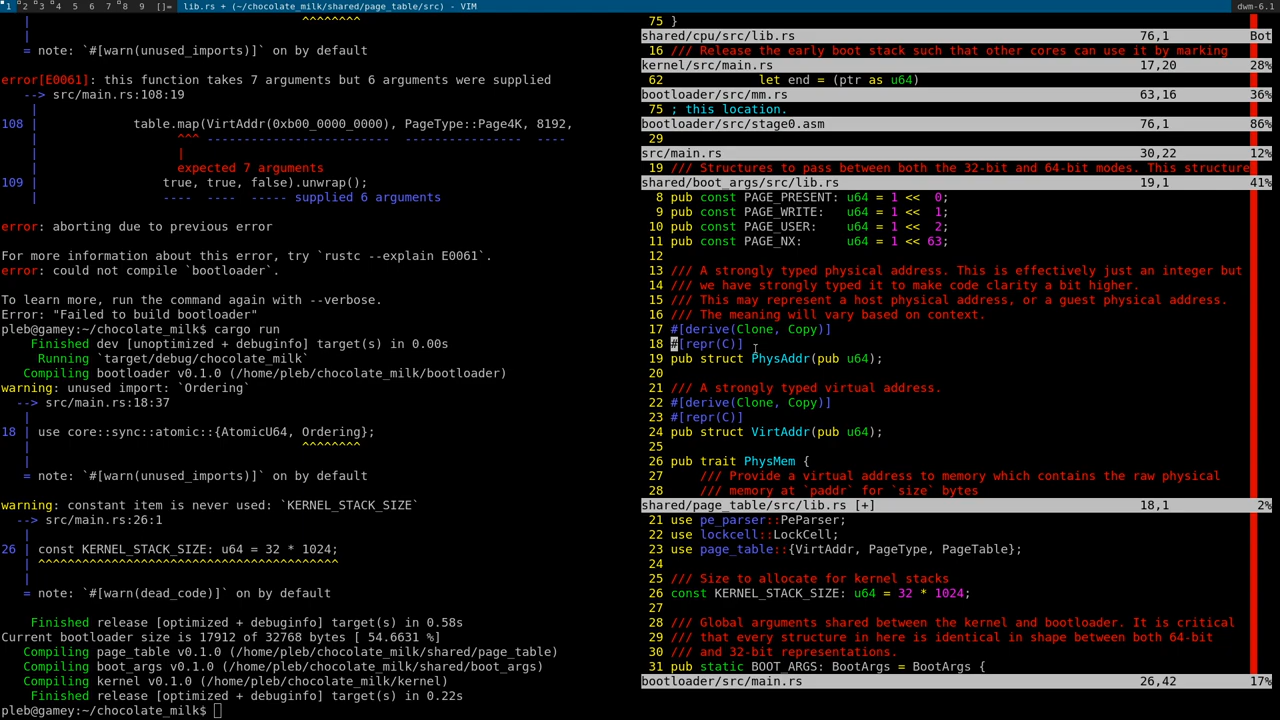 1 2 3 4 5 6 7 8 9 []= lib.rs + (~/chocolate_milk/shared/page_table/src) - VIM dwm-6.1
| ^^^^^^^^
|
= note: `#[warn(unused_imports)]` on by default
error[E0061]: this function takes 7 arguments but 6 arguments were supplied
--> src/main.rs:108:19
|
108 | table.map(VirtAddr(0xb00_0000_0000), PageType::Page4K, 8192,
| ^^^ ------------------------- ---------------- ----
| |
| expected 7 arguments
109 | true, true, false).unwrap();
| ---- ---- ----- supplied 6 arguments
error: aborting due to previous error
For more information about this error, try `rustc --explain E0061`.
error: could not compile `bootloader`.
To learn more, run the command again with --verbose.
Error: "Failed to build bootloader"
pleb@gamey:~/chocolate_milk$ cargo run
Finished dev [unoptimized + debuginfo] target(s) in 0.00s
Running `target/debug/chocolate_milk`
Compiling bootloader v0.1.0 (/home/pleb/chocolate_milk/bootloader)
warning: unused import: `Ordering`
--> src/main.rs:18:37
|
18 | use core::sync::atomic::{AtomicU64, Ordering};
| ^^^^^^^^
|
= note: `#[warn(unused_imports)]` on by default
warning: constant item is never used: `KERNEL_STACK_SIZE`
--> src/main.rs:26:1
|
26 | const KERNEL_STACK_SIZE: u64 = 32 * 1024;
| ^^^^^^^^^^^^^^^^^^^^^^^^^^^^^^^^^^^^^^^^^
|
= note: `#[warn(dead_code)]` on by default
Finished release [optimized + debuginfo] target(s) in 0.58s
Current bootloader size is 17912 of 32768 bytes [ 54.6631 %]
Compiling page_table v0.1.0 (/home/pleb/chocolate_milk/shared/page_table)
Compiling boot_args v0.1.0 (/home/pleb/chocolate_milk/shared/boot_args)
Compiling kernel v0.1.0 (/home/pleb/chocolate_milk/kernel)
Finished release [optimized + debuginfo] target(s) in 0.22s
pleb@gamey:~/chocolate_milk$
75 }
shared/cpu/src/lib.rs 76,1 Bot
16 /// Release the early boot stack such that other cores can use it by marking
kernel/src/main.rs 17,20 28%
62 let end = (ptr as u64)
bootloader/src/mm.rs 63,16 36%
75 ; this location.
bootloader/src/stage0.asm 76,1 86%
29
src/main.rs 30,22 12%
19 /// Structures to pass between both the 32-bit and 64-bit modes. This structure
shared/boot_args/src/lib.rs 19,1 41%
8 pub const PAGE_PRESENT: u64 = 1 << 0;
9 pub const PAGE_WRITE: u64 = 1 << 1;
10 pub const PAGE_USER: u64 = 1 << 2;
11 pub const PAGE_NX: u64 = 1 << 63;
12
13 /// A strongly typed physical address. This is effectively just an integer but
14 /// we have strongly typed it to make code clarity a bit higher.
15 /// This may represent a host physical address, or a guest physical address.
16 /// The meaning will vary based on context.
17 #[derive(Clone, Copy)]
18 #[repr(C)]
19 pub struct PhysAddr(pub u64);
20
21 /// A strongly typed virtual address.
22 #[derive(Clone, Copy)]
23 #[repr(C)]
24 pub struct VirtAddr(pub u64);
25
26 pub trait PhysMem {
27 /// Provide a virtual address to memory which contains the raw physical
28 /// memory at `paddr` for `size` bytes
shared/page_table/src/lib.rs [+] 18,1 2%
21 use pe_parser::PeParser;
22 use lockcell::LockCell;
23 use page_table::{VirtAddr, PageType, PageTable};
24
25 /// Size to allocate for kernel stacks
26 const KERNEL_STACK_SIZE: u64 = 32 * 1024;
27
28 /// Global arguments shared between the kernel and bootloader. It is critical
29 /// that every structure in here is identical in shape between both 64-bit
30 /// and 32-bit representations.
31 pub static BOOT_ARGS: BootArgs = BootArgs {
bootloader/src/main.rs 26,42 17%